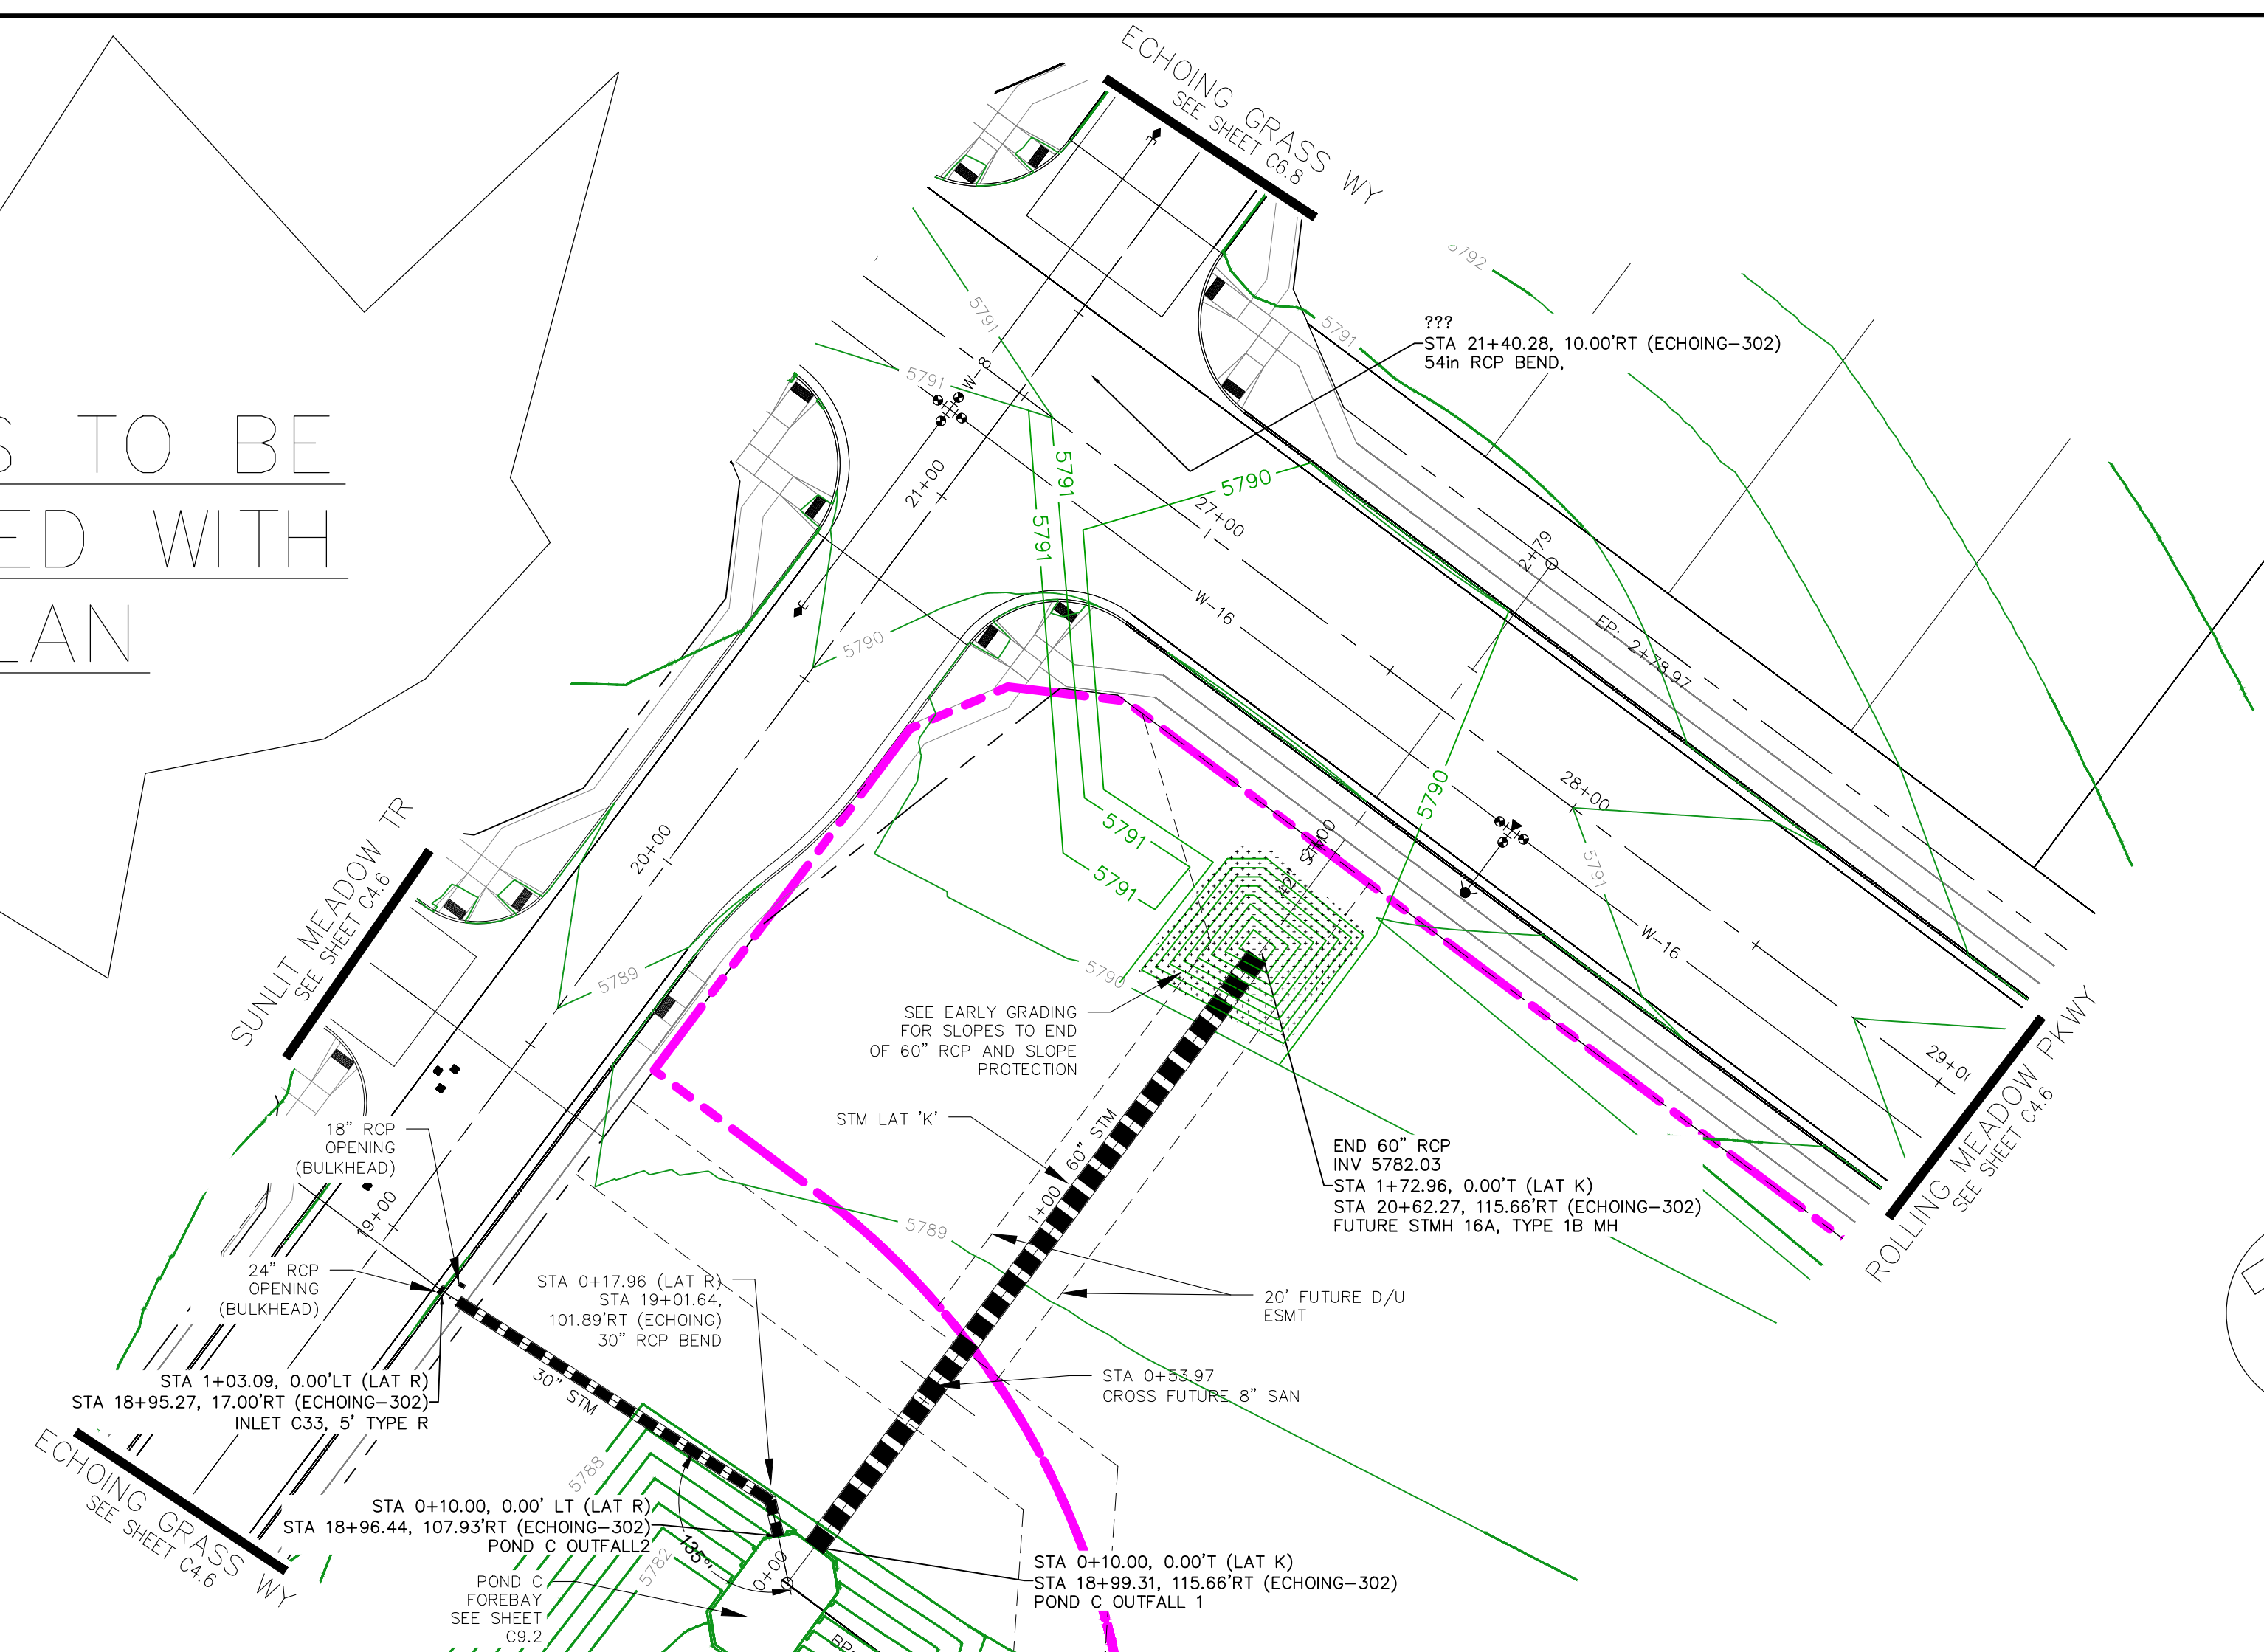 ECHOING GRASS WY
SEE SHEET C6.8
S TO BE
ED WITH
LAN
???
STA 21+40.28, 10.00'RT (ECHOING-302)
54in RCP BEND,
5792
5791
5791
5791
W-8
21+00
5791
5791
5790
27+00
2+79
W-16
EP: 2+78.97
5790
20+00
28+00
5790
5791
5791
5791
W-16
SUNLIT MEADOW TR
SEE SHEET C4.6
5789
5790
29+0
ROLLING MEADOW PKWY
SEE SHEET C4.6
SEE EARLY GRADING
FOR SLOPES TO END
OF 60" RCP AND SLOPE
PROTECTION
STM LAT 'K'
60" STM
1+00
18" RCP
OPENING
(BULKHEAD)
19+00
END 60" RCP
INV 5782.03
STA 1+72.96, 0.00'T (LAT K)
STA 20+62.27, 115.66'RT (ECHOING-302)
FUTURE STMH 16A, TYPE 1B MH
5789
24" RCP
OPENING
(BULKHEAD)
STA 0+17.96 (LAT R)
STA 19+01.64,
101.89'RT (ECHOING)
30" RCP BEND
20' FUTURE D/U
ESMT
STA 0+53.97
CROSS FUTURE 8" SAN
30" STM
STA 1+03.09, 0.00'LT (LAT R)
STA 18+95.27, 17.00'RT (ECHOING-302)
INLET C33, 5' TYPE R
ECHOING GRASS WY
SEE SHEET C4.6
5788
STA 0+10.00, 0.00' LT (LAT R)
STA 18+96.44, 107.93'RT (ECHOING-302)
POND C OUTFALL2
5782
135°
0+00
POND C
FOREBAY
SEE SHEET
C9.2
STA 0+10.00, 0.00'T (LAT K)
STA 18+99.31, 115.66'RT (ECHOING-302)
POND C OUTFALL 1